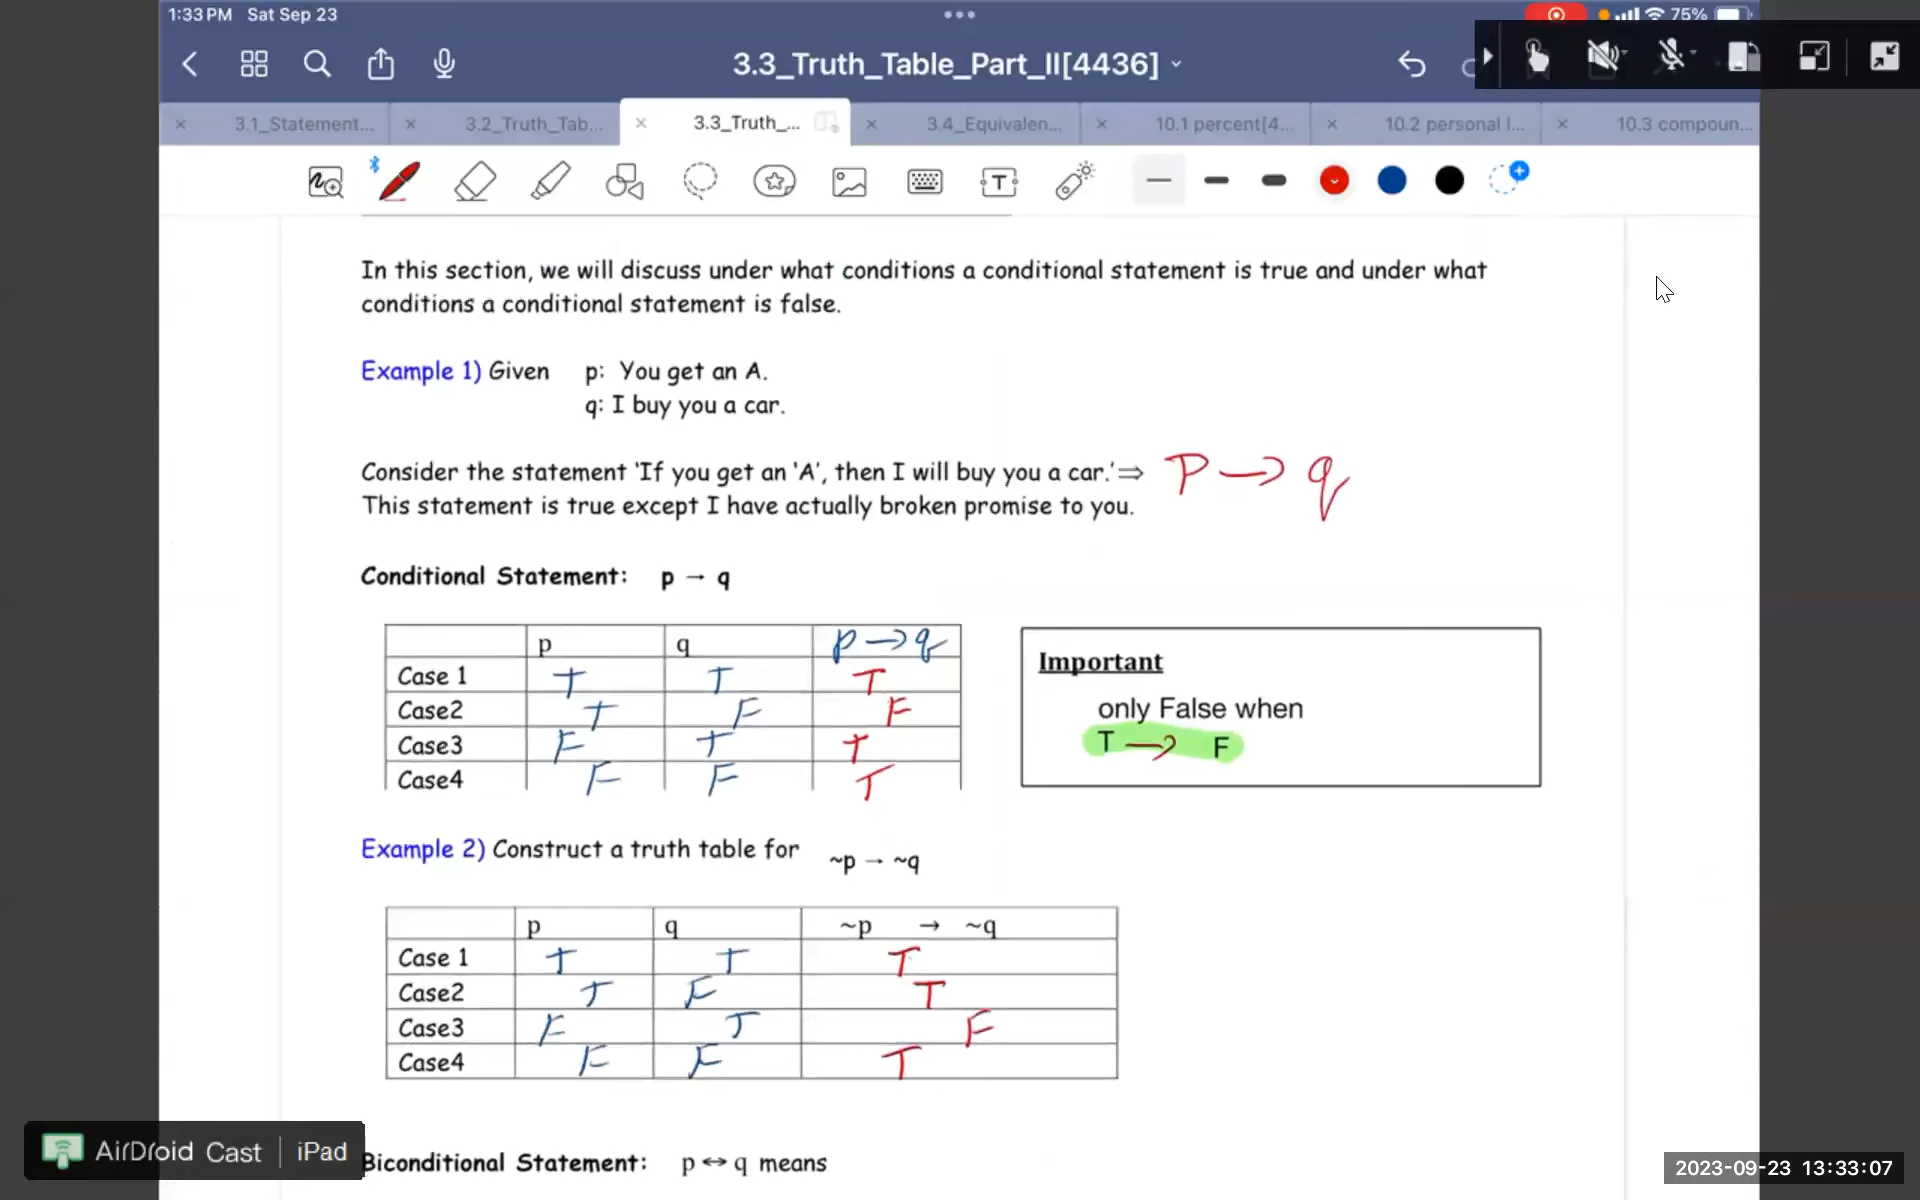 1:33 PM Sat Sep 23
75%
3.3_Truth_Table_Part_II[4436]
3.1_Statement...
3.2_Truth_Tab...
3.3_Truth_...
3.4_Equivalen...
10.1 percent[4...
10.2 personal l...
10.3 compoun...
In this section, we will discuss under what conditions a conditional statement is true and under what
conditions a conditional statement is false.
Example 1) Given p: You get an A.
q: I buy you a car.
Consider the statement 'If you get an 'A', then I will buy you a car.'⇒ P → q
This statement is true except I have actually broken promise to you.
Conditional Statement: p → q
p q p → q
Case 1 T T T
Case2 T F F
Case3 F T T
Case4 F F T
Important
only False when
T → F
Example 2) Construct a truth table for ~p → ~q
p q ~p → ~q
Case 1 T T T
Case2 T F T
Case3 F T F
Case4 F F T
Biconditional Statement: p ↔ q means
AirDroid Cast | iPad
2023-09-23 13:33:07